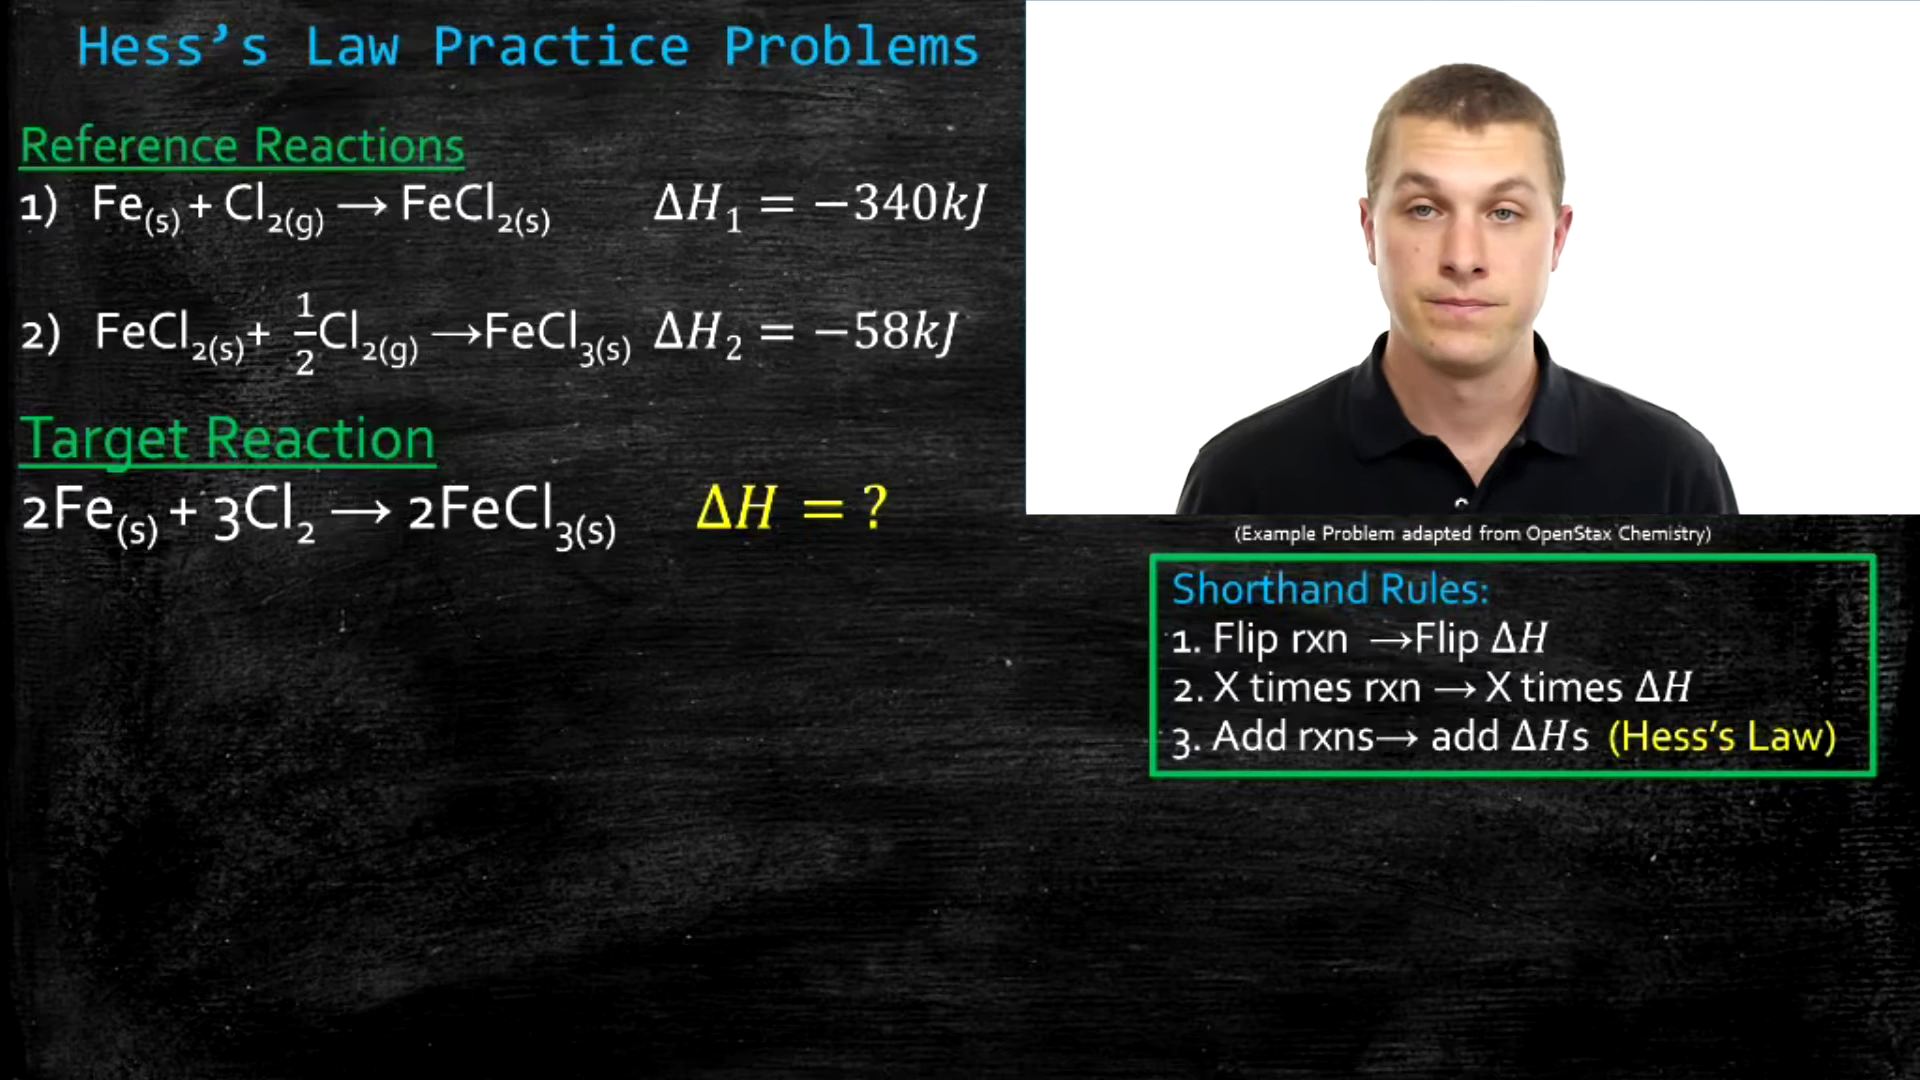 Hess's Law Practice Problems
Reference Reactions
1) Fe(s) + Cl2(g) → FeCl2(s) ΔH1 = −340kJ
2) FeCl2(s)+ 1/2Cl2(g) →FeCl3(s) ΔH2 = −58kJ
Target Reaction
2Fe(s) + 3Cl2 → 2FeCl3(s) ΔH = ?
(Example Problem adapted from OpenStax Chemistry)
Shorthand Rules:
1. Flip rxn →Flip ΔH
2. X times rxn → X times ΔH
3. Add rxns→ add ΔHs (Hess's Law)